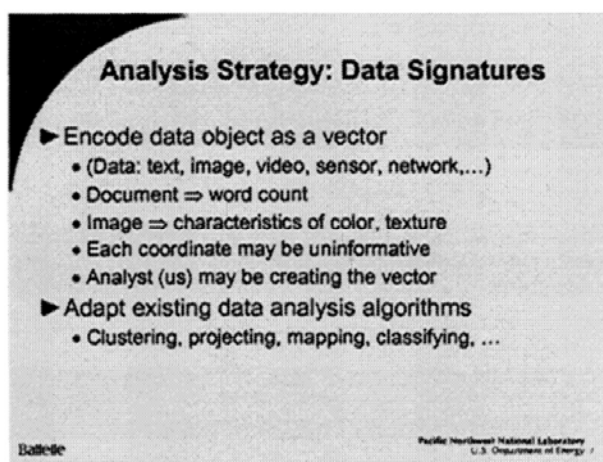 Analysis Strategy: Data Signatures
► Encode data object as a vector
• (Data: text, image, video, sensor, network,...)
• Document ⇒ word count
• Image ⇒ characteristics of color, texture
• Each coordinate may be uninformative
• Analyst (us) may be creating the vector
► Adapt existing data analysis algorithms
• Clustering, projecting, mapping, classifying, ...
Battelle
Pacific Northwest National Laboratory
U.S. Department of Energy